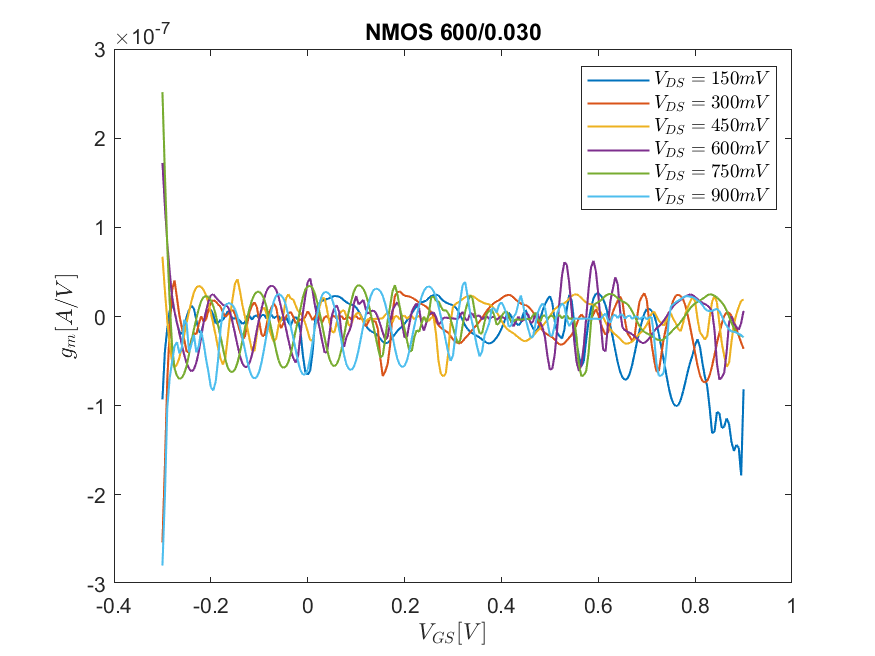 NMOS 600/0.030
×10⁻⁷
3
2
1
0
-1
-2
-3
g_m[A/V]
-0.4
-0.2
0
0.2
0.4
0.6
0.8
1
V_GS[V]
V_DS = 150mV
V_DS = 300mV
V_DS = 450mV
V_DS = 600mV
V_DS = 750mV
V_DS = 900mV